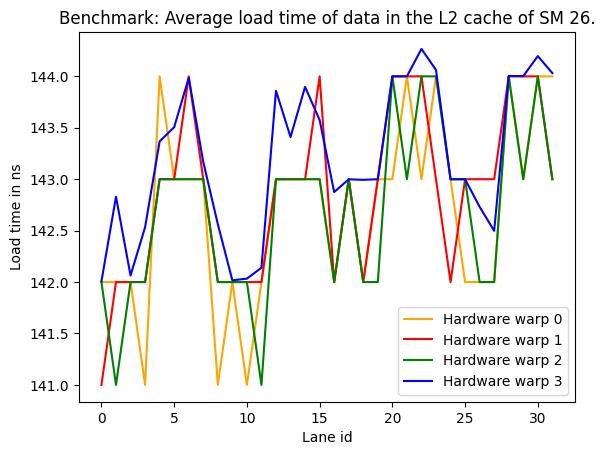 Benchmark: Average load time of data in the L2 cache of SM 26.
Load time in ns
144.0
143.5
143.0
142.5
142.0
141.5
141.0
Hardware warp 0
Hardware warp 1
Hardware warp 2
Hardware warp 3
0 5 10 15 20 25 30
Lane id